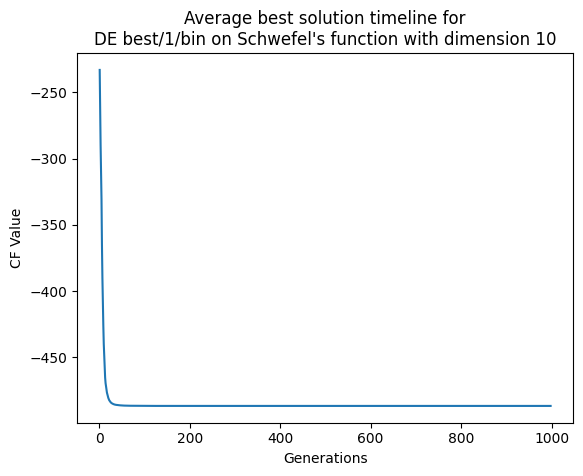 Average best solution timeline for
DE best/1/bin on Schwefel's function with dimension 10
−250
−300
−350
−400
−450
CF Value
0
200
400
600
800
1000
Generations